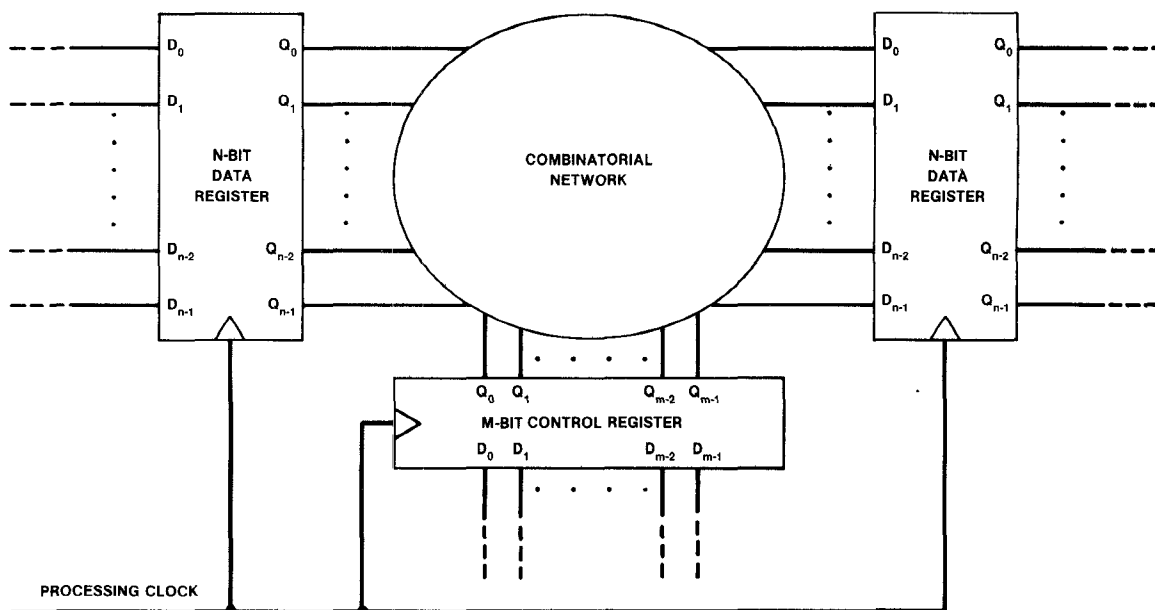 D₀ Q₀ D₀ Q₀
D₁ Q₁ D₁ Q₁
N-BIT
DATA
REGISTER
COMBINATORIAL
NETWORK
N-BIT
DATA
REGISTER
Dₙ₋₂ Qₙ₋₂ Dₙ₋₂ Qₙ₋₂
Dₙ₋₁ Qₙ₋₁ Dₙ₋₁ Qₙ₋₁
Q₀ Q₁ Qₘ₋₂ Qₘ₋₁
M-BIT CONTROL REGISTER
D₀ D₁ Dₘ₋₂ Dₘ₋₁
PROCESSING CLOCK